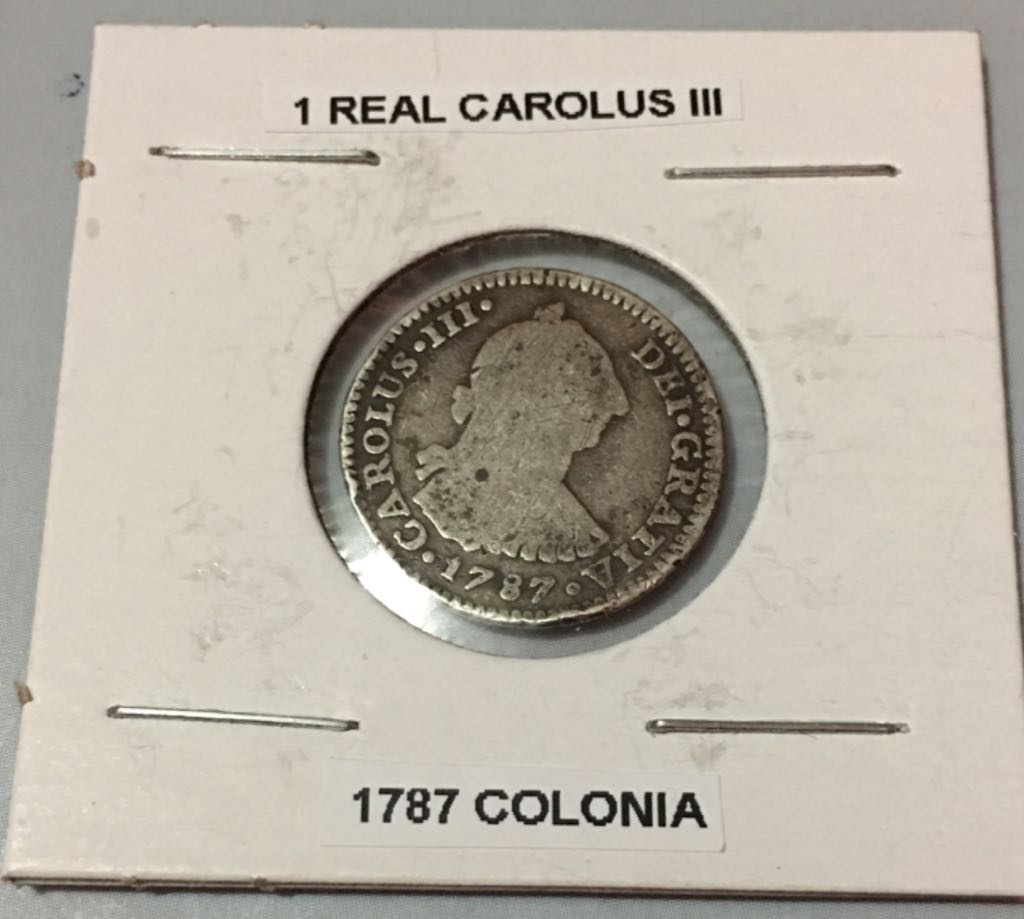 1 REAL CAROLUS III
·CAROLUS·III· DEI·GRATIA
·1787·
1787 COLONIA